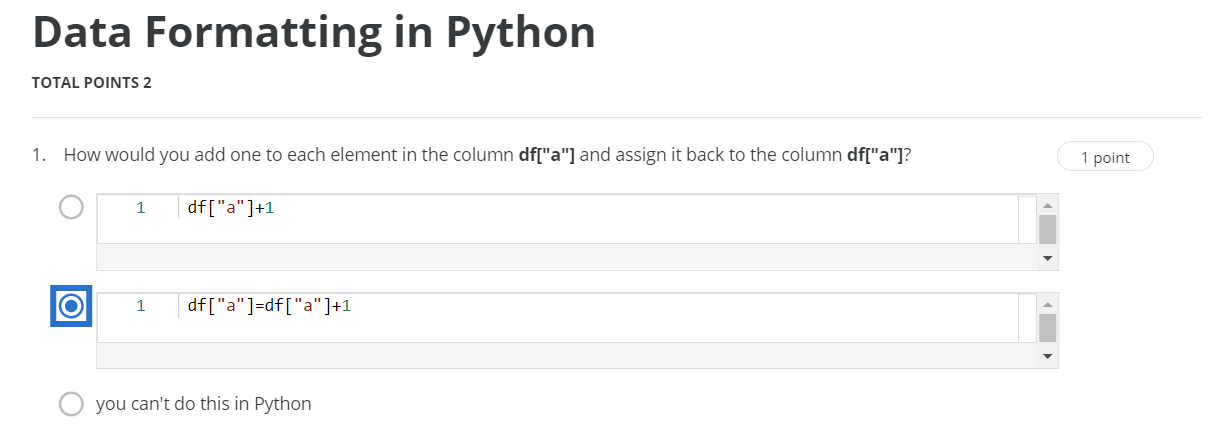 Data Formatting in Python
TOTAL POINTS 2
1. How would you add one to each element in the column df["a"] and assign it back to the column df["a"]?
1 point
1 df["a"]+1
1 df["a"]=df["a"]+1
you can't do this in Python